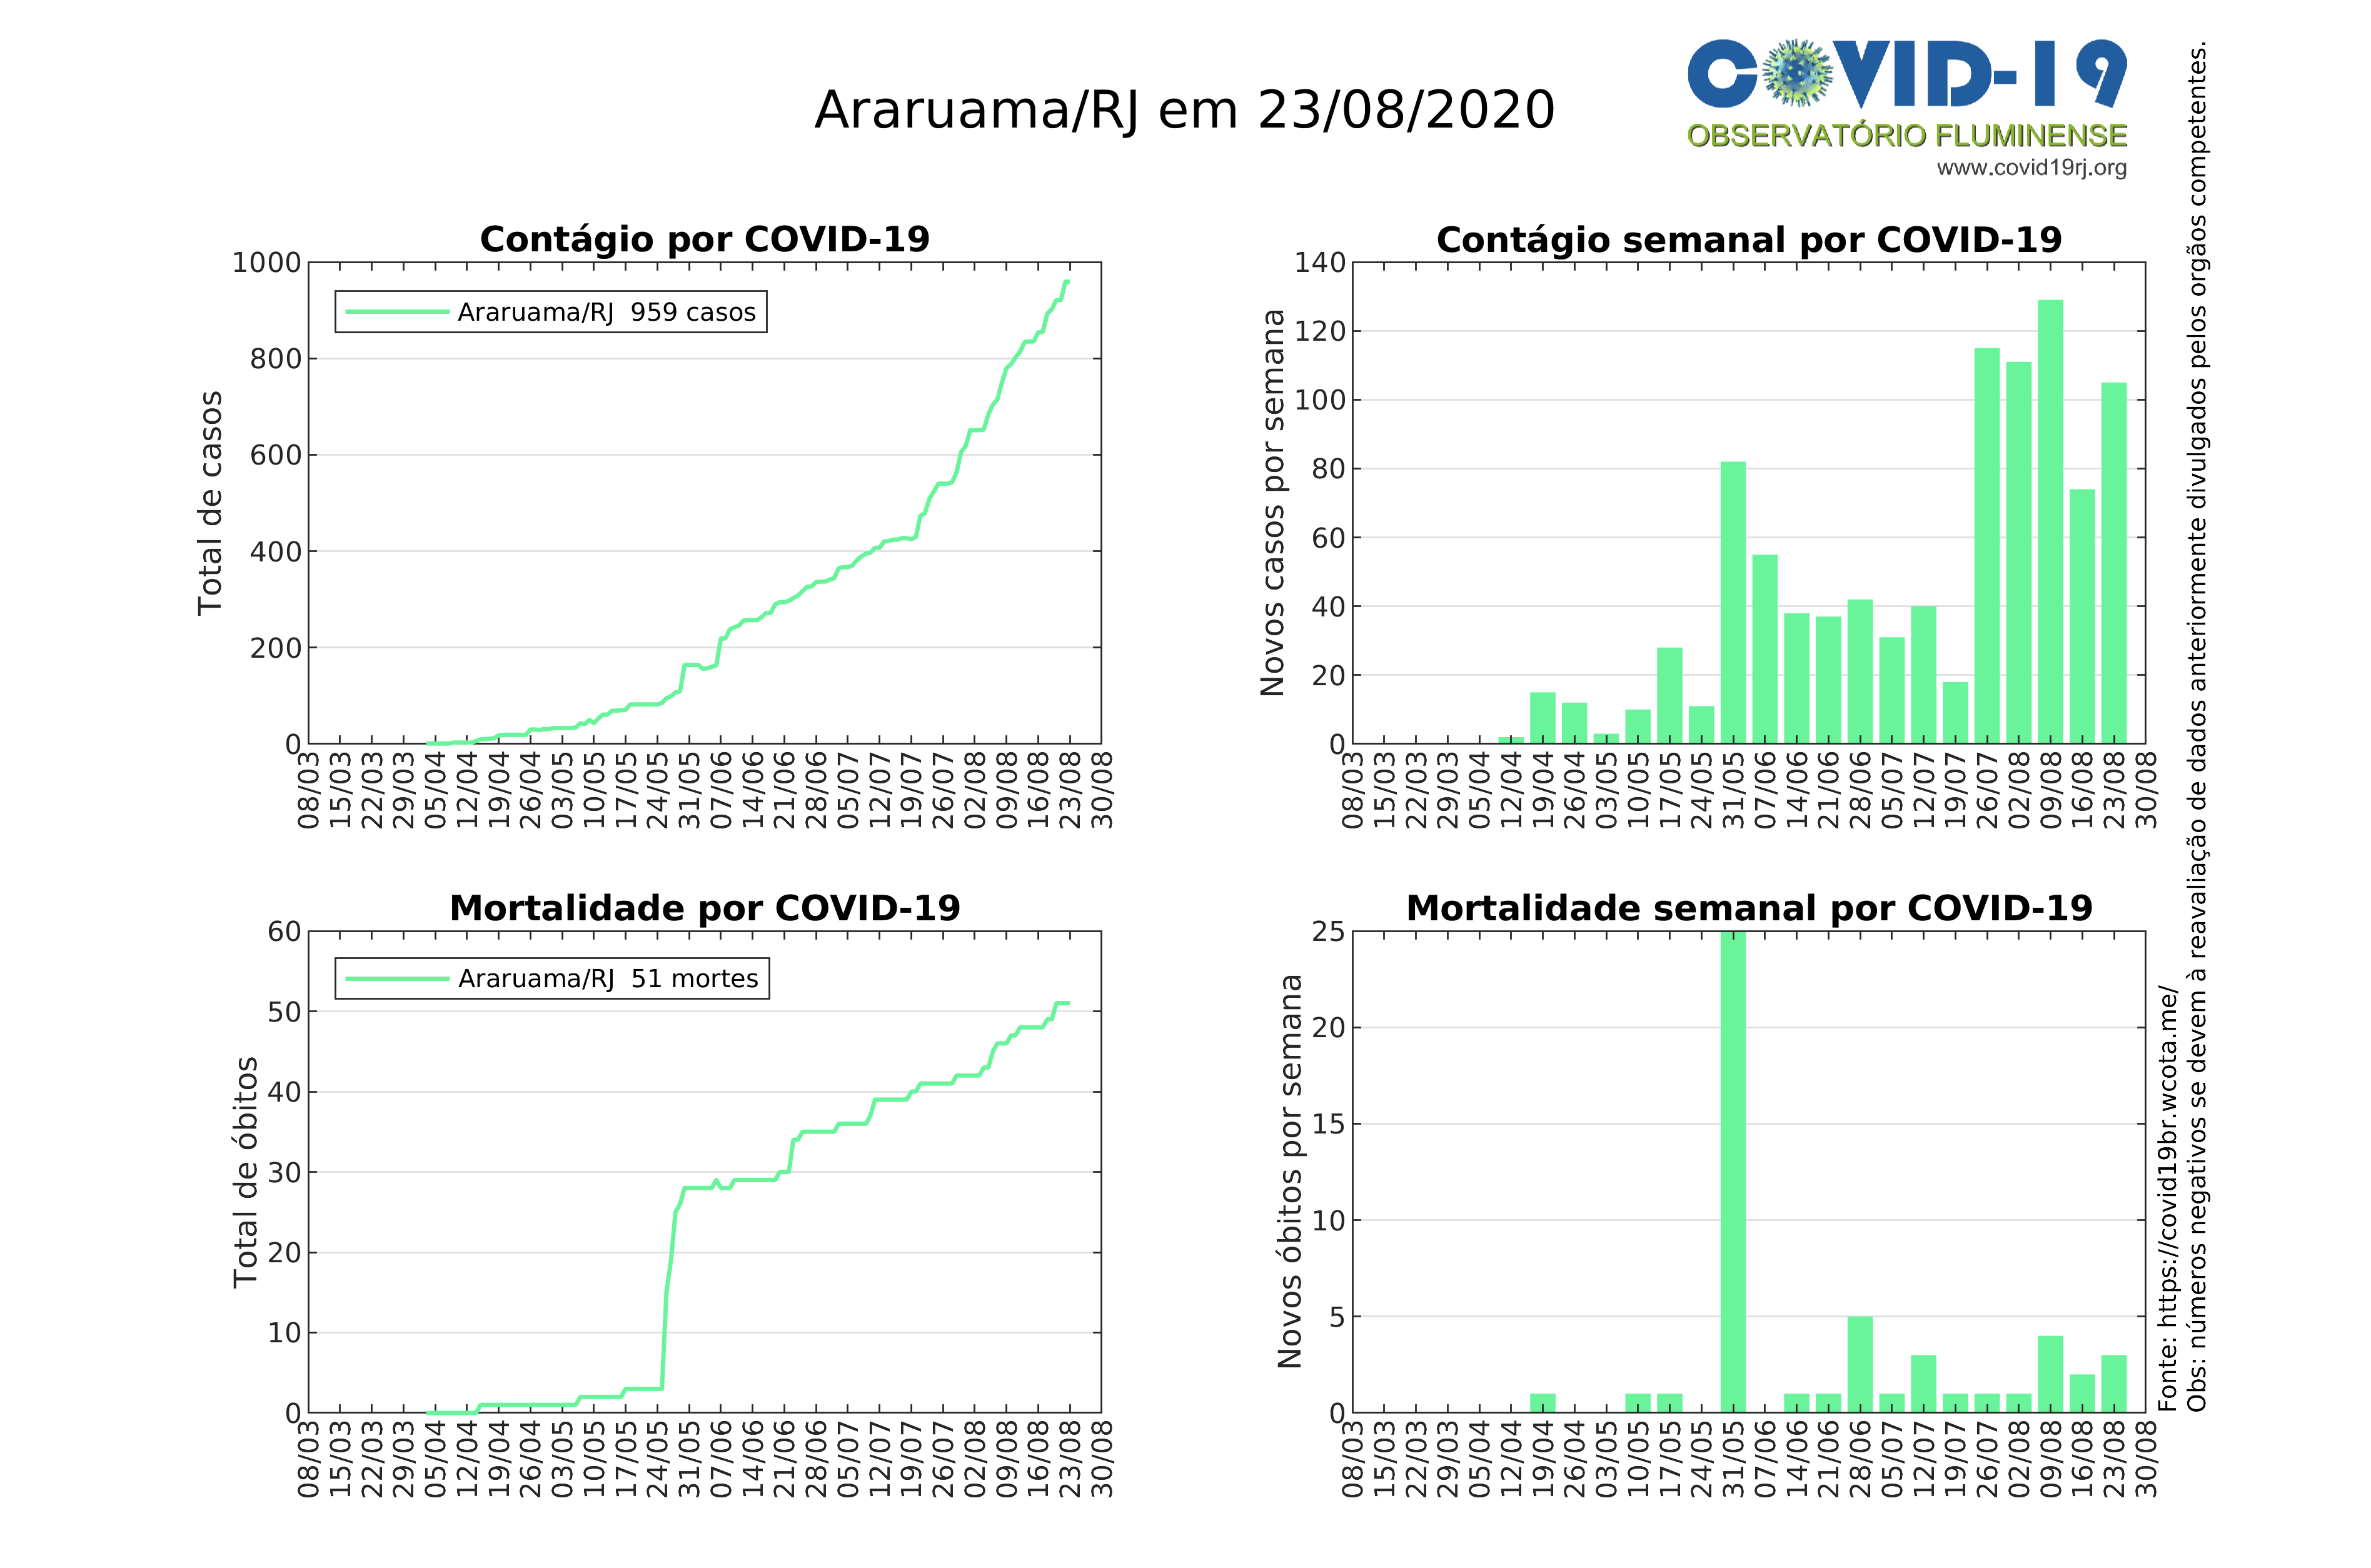 Araruama/RJ em 23/08/2020
COVID-19
OBSERVATÓRIO FLUMINENSE
www.covid19rj.org
Contágio por COVID-19
Total de casos
1000
800
600
400
200
0
Araruama/RJ 959 casos
08/03 15/03 22/03 29/03 05/04 12/04 19/04 26/04 03/05 10/05 17/05 24/05 31/05 07/06 14/06 21/06 28/06 05/07 12/07 19/07 26/07 02/08 09/08 16/08 23/08 30/08
Contágio semanal por COVID-19
Novos casos por semana
140
120
100
80
60
40
20
0
08/03 15/03 22/03 29/03 05/04 12/04 19/04 26/04 03/05 10/05 17/05 24/05 31/05 07/06 14/06 21/06 28/06 05/07 12/07 19/07 26/07 02/08 09/08 16/08 23/08 30/08
Mortalidade por COVID-19
Total de óbitos
60
50
40
30
20
10
0
Araruama/RJ 51 mortes
08/03 15/03 22/03 29/03 05/04 12/04 19/04 26/04 03/05 10/05 17/05 24/05 31/05 07/06 14/06 21/06 28/06 05/07 12/07 19/07 26/07 02/08 09/08 16/08 23/08 30/08
Mortalidade semanal por COVID-19
Novos óbitos por semana
25
20
15
10
5
0
08/03 15/03 22/03 29/03 05/04 12/04 19/04 26/04 03/05 10/05 17/05 24/05 31/05 07/06 14/06 21/06 28/06 05/07 12/07 19/07 26/07 02/08 09/08 16/08 23/08 30/08
Fonte: https://covid19br.wcota.me/
Obs: números negativos se devem à reavaliação de dados anteriormente divulgados pelos orgãos competentes.